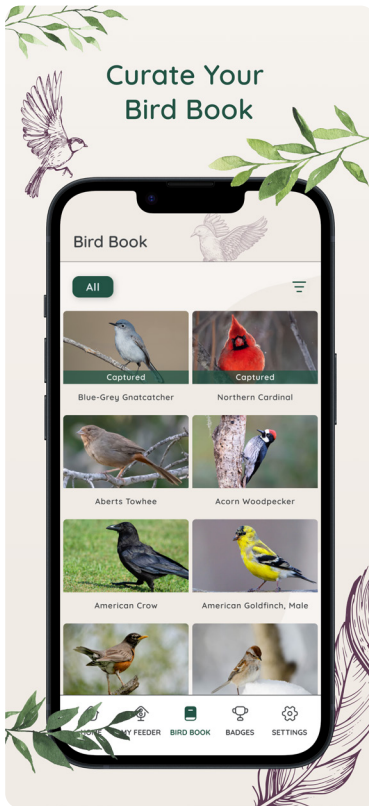 Curate Your
Bird Book
Bird Book
All
Captured
Captured
Blue-Grey Gnatcatcher
Northern Cardinal
Aberts Towhee
Acorn Woodpecker
American Crow
American Goldfinch, Male
HOME
MY FEEDER
BIRD BOOK
BADGES
SETTINGS